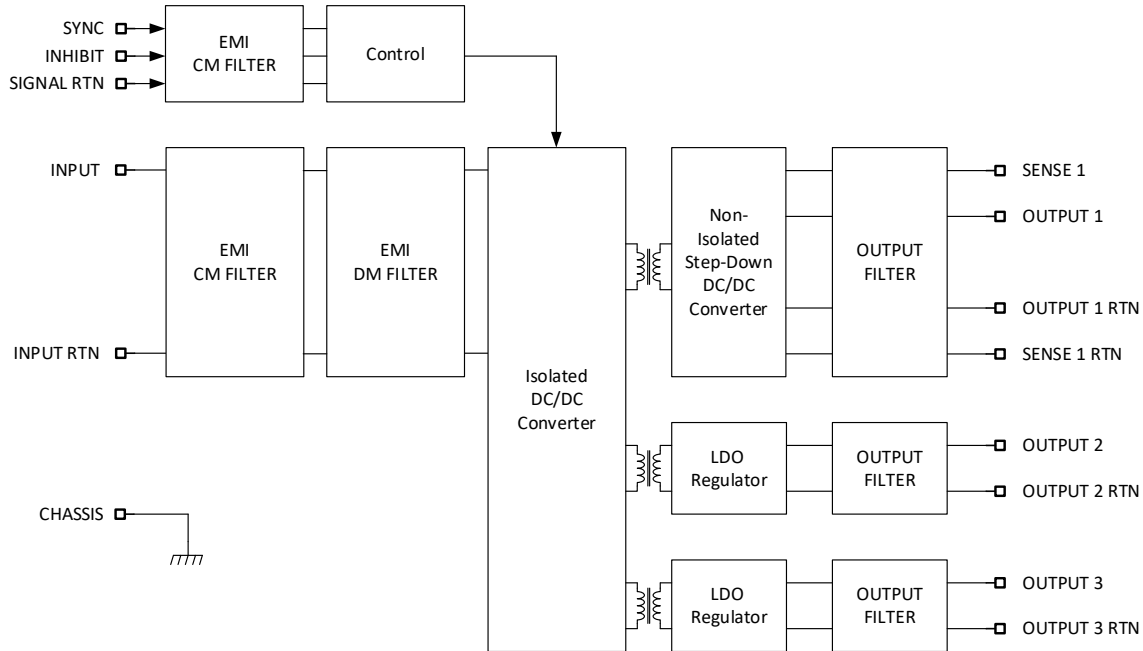 SYNC
INHIBIT
SIGNAL RTN
EMI
CM FILTER
Control
INPUT
INPUT RTN
EMI
CM FILTER
EMI
DM FILTER
Isolated
DC/DC
Converter
Non-
Isolated
Step-Down
DC/DC
Converter
OUTPUT
FILTER
SENSE 1
OUTPUT 1
OUTPUT 1 RTN
SENSE 1 RTN
LDO
Regulator
OUTPUT
FILTER
OUTPUT 2
OUTPUT 2 RTN
CHASSIS
LDO
Regulator
OUTPUT
FILTER
OUTPUT 3
OUTPUT 3 RTN